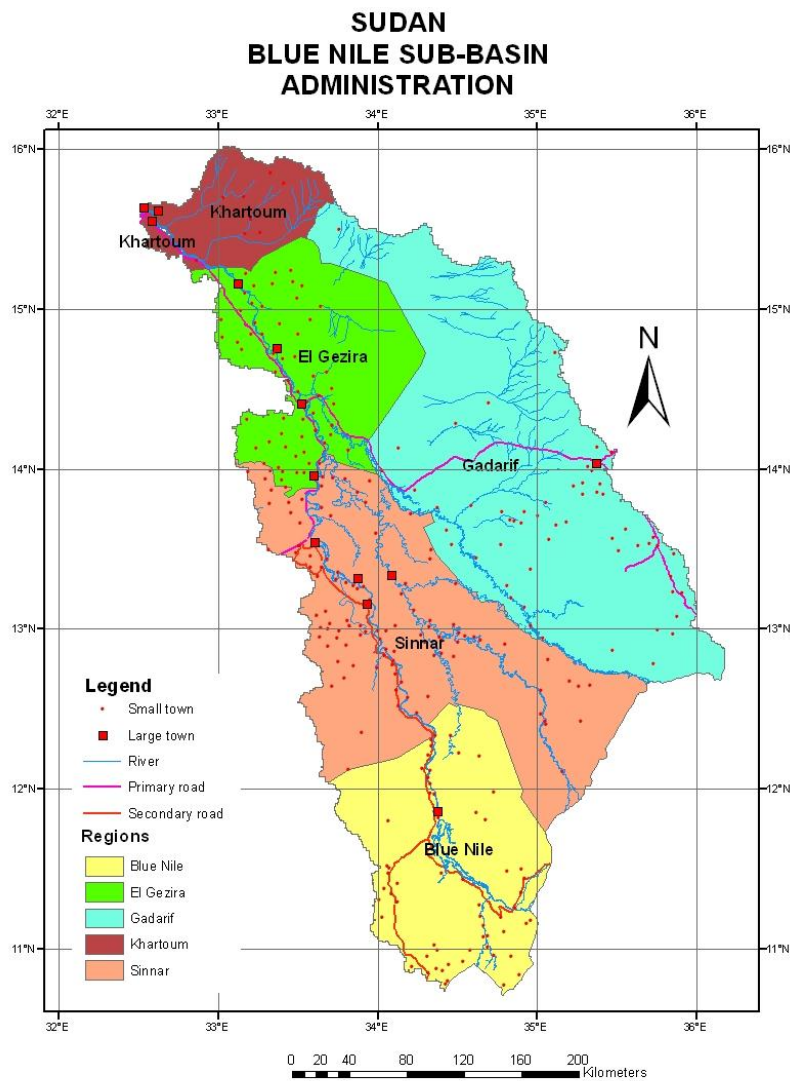 SUDAN
BLUE NILE SUB-BASIN
ADMINISTRATION
32°E 33°E 34°E 35°E 36°E
16°N 16°N
Khartoum
Khartoum
15°N 15°N
N
El Gezira
Gadarif
14°N 14°N
13°N 13°N
Sinnar
Legend
Small town
Large town
River
Primary road
Secondary road
12°N 12°N
Regions
Blue Nile
Blue Nile
El Gezira
Gadarif
Khartoum
Sinnar
11°N 11°N
32°E 33°E 34°E 35°E 36°E
0 20 40 80 120 160 200
Kilometers